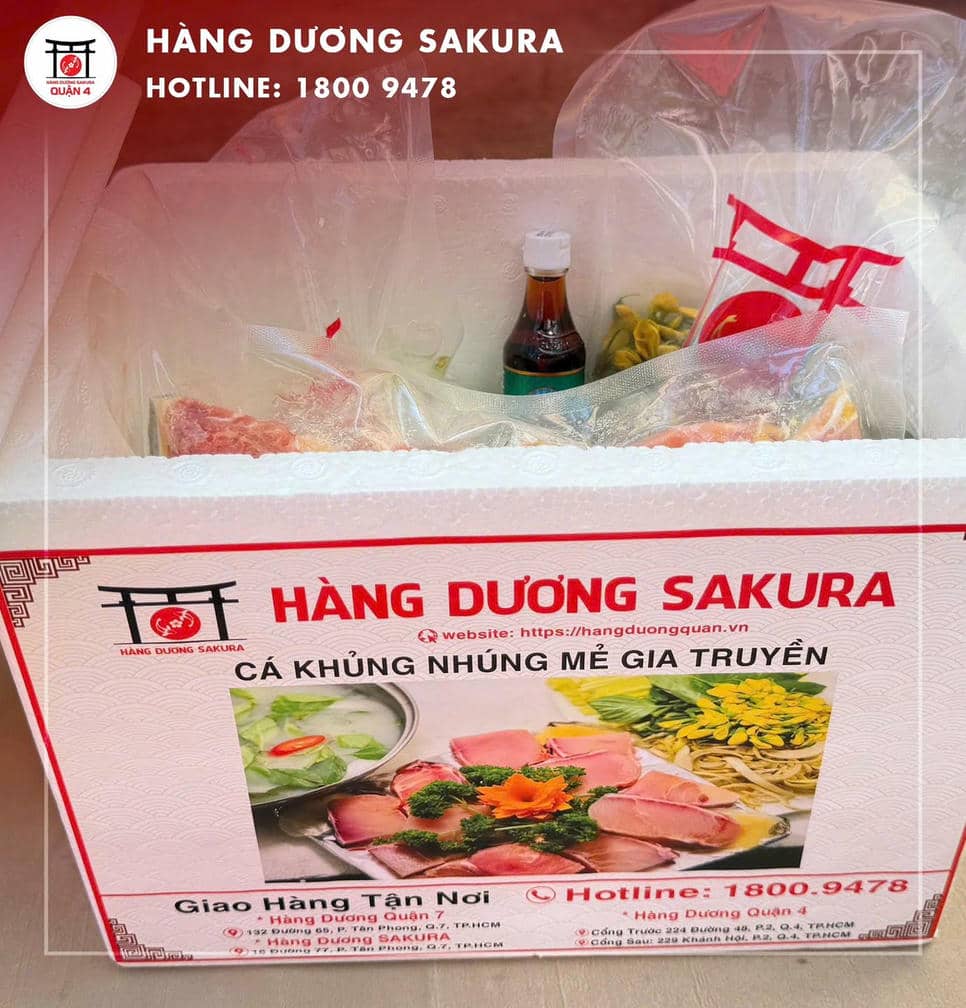 HÀNG DƯƠNG SAKURA
QUẬN 4
HÀNG DƯƠNG SAKURA
HOTLINE: 1800 9478
HÀNG DƯƠNG SAKURA
HÀNG DƯƠNG SAKURA
website: https://hangduongquan.vn
CÁ KHỦNG NHÚNG MẺ GIA TRUYỀN
Giao Hàng Tận Nơi
Hotline: 1800.9478
* Hàng Dương Quận 7
132 Đường 65, P. Tân Phong, Q.7, TP.HCM
* Hàng Dương SAKURA
16 Đường 77, P. Tân Phong, Q.7, TP.HCM
* Hàng Dương Quận 4
Cổng Trước 224 Đường 48, P.2, Q.4, TP.HCM
Cổng Sau: 229 Khánh Hội, P.2, Q.4, TP.HCM